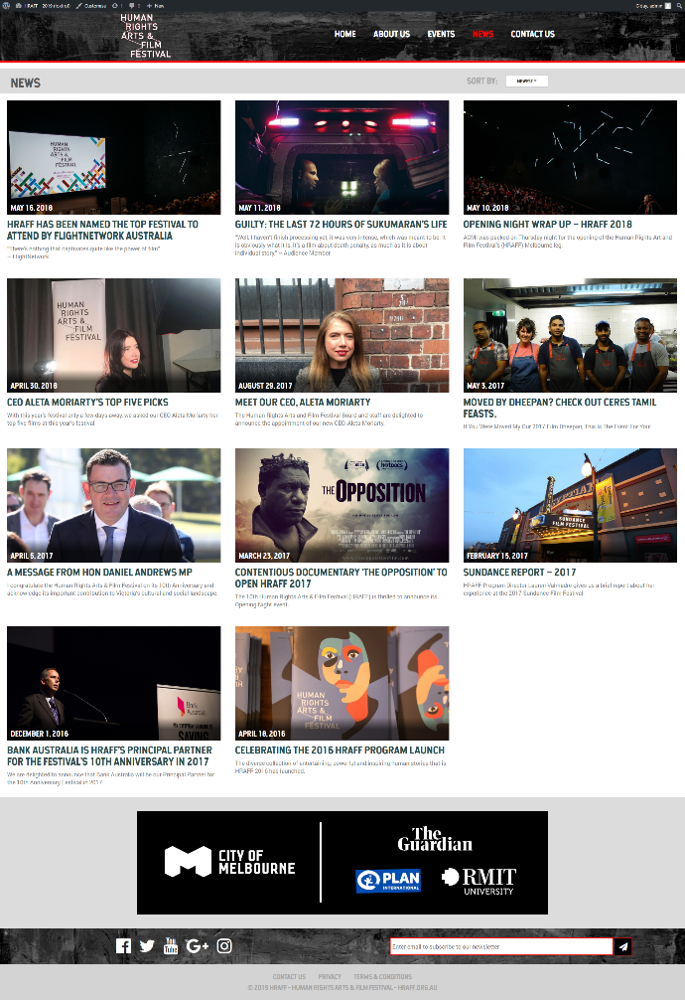 HRAFF - 2019 (foxtrot) Customise 1 0 New G'day, admin
HUMAN
RIGHTS
ARTS &
FILM
FESTIVAL
HOME ABOUT US EVENTS NEWS CONTACT US
NEWS
SORT BY: NEWEST
HUMAN
RIGHTS
ARTS &
FILM
FESTIVAL
MAY 16, 2018
HRAFF HAS BEEN NAMED THE TOP FESTIVAL TO
ATTEND BY FLIGHTNETWORK AUSTRALIA
"There's nothing that captivates quite like the power of film"
– FlightNetwork
MAY 11, 2018
GUILTY: THE LAST 72 HOURS OF SUKUMARAN'S LIFE
"Well, I haven't finish processing yet, it was very intense, which was meant to be. It
is obviously what it is. It's a film about death penalty, as much as it is about
individual story." – Audience Member
MAY 10, 2018
OPENING NIGHT WRAP UP – HRAFF 2018
ACMI was packed on Thursday night for the opening of the Human Rights Art and
Film Festival's (HRAFF) Melbourne leg.
HUMAN
RIGHTS
ARTS &
FILM
FESTIVAL
APRIL 30, 2018
CEO ALETA MORIARTY'S TOP FIVE PICKS
With this year's festival only a few days away, we asked our CEO Aleta Moriarty her
top five films at this year's festival.
AUGUST 29, 2017
MEET OUR CEO, ALETA MORIARTY
The Human Rights Arts and Film Festival Board and staff are delighted to
announce the appointment of our new CEO, Aleta Moriarty.
MAY 3, 2017
MOVED BY DHEEPAN? CHECK OUT CERES TAMIL
FEASTS.
If You Were Moved My Our 2017 Film Dheepan, This Is The Event For You!
APRIL 6, 2017
A MESSAGE FROM HON DANIEL ANDREWS MP
I congratulate the Human Rights Arts & Film Festival on its 10th Anniversary and
acknowledge its important contribution to Victoria's cultural and social landscape.
HOTDOCS
THE OPPOSITION
MARCH 23, 2017
CONTENTIOUS DOCUMENTARY 'THE OPPOSITION' TO
OPEN HRAFF 2017
The 10th Human Rights Arts & Film Festival (HRAFF) is thrilled to announce its
Opening Night event.
EGYPTIAN
SUNDANCE
FILM FESTIVAL
FEBRUARY 15, 2017
SUNDANCE REPORT – 2017
HRAFF Program Director Lauren Valmadre gives us a brief report about her
experience at the 2017 Sundance Film Festival
Bank
Australia
SAVING
DECEMBER 1, 2016
BANK AUSTRALIA IS HRAFF'S PRINCIPAL PARTNER
FOR THE FESTIVAL'S 10TH ANNIVERSARY IN 2017
We are delighted to announce that Bank Australia will be our Principal Partner for
the 10th Anniversary Festival in 2017.
HUMAN
RIGHTS
ARTS &
FILM
FESTIVAL
APRIL 18, 2016
CELEBRATING THE 2016 HRAFF PROGRAM LAUNCH
The diverse collection of entertaining, powerful and inspiring human stories that is
HRAFF 2016 has launched.
CITY OF
MELBOURNE
The
Guardian
PLAN
INTERNATIONAL
RMIT
UNIVERSITY
You
Tube
G+
Enter email to subscribe to our newsletter
CONTACT US PRIVACY TERMS & CONDITIONS
© 2019 HRAFF - HUMAN RIGHTS ARTS & FILM FESTIVAL - HRAFF.ORG.AU